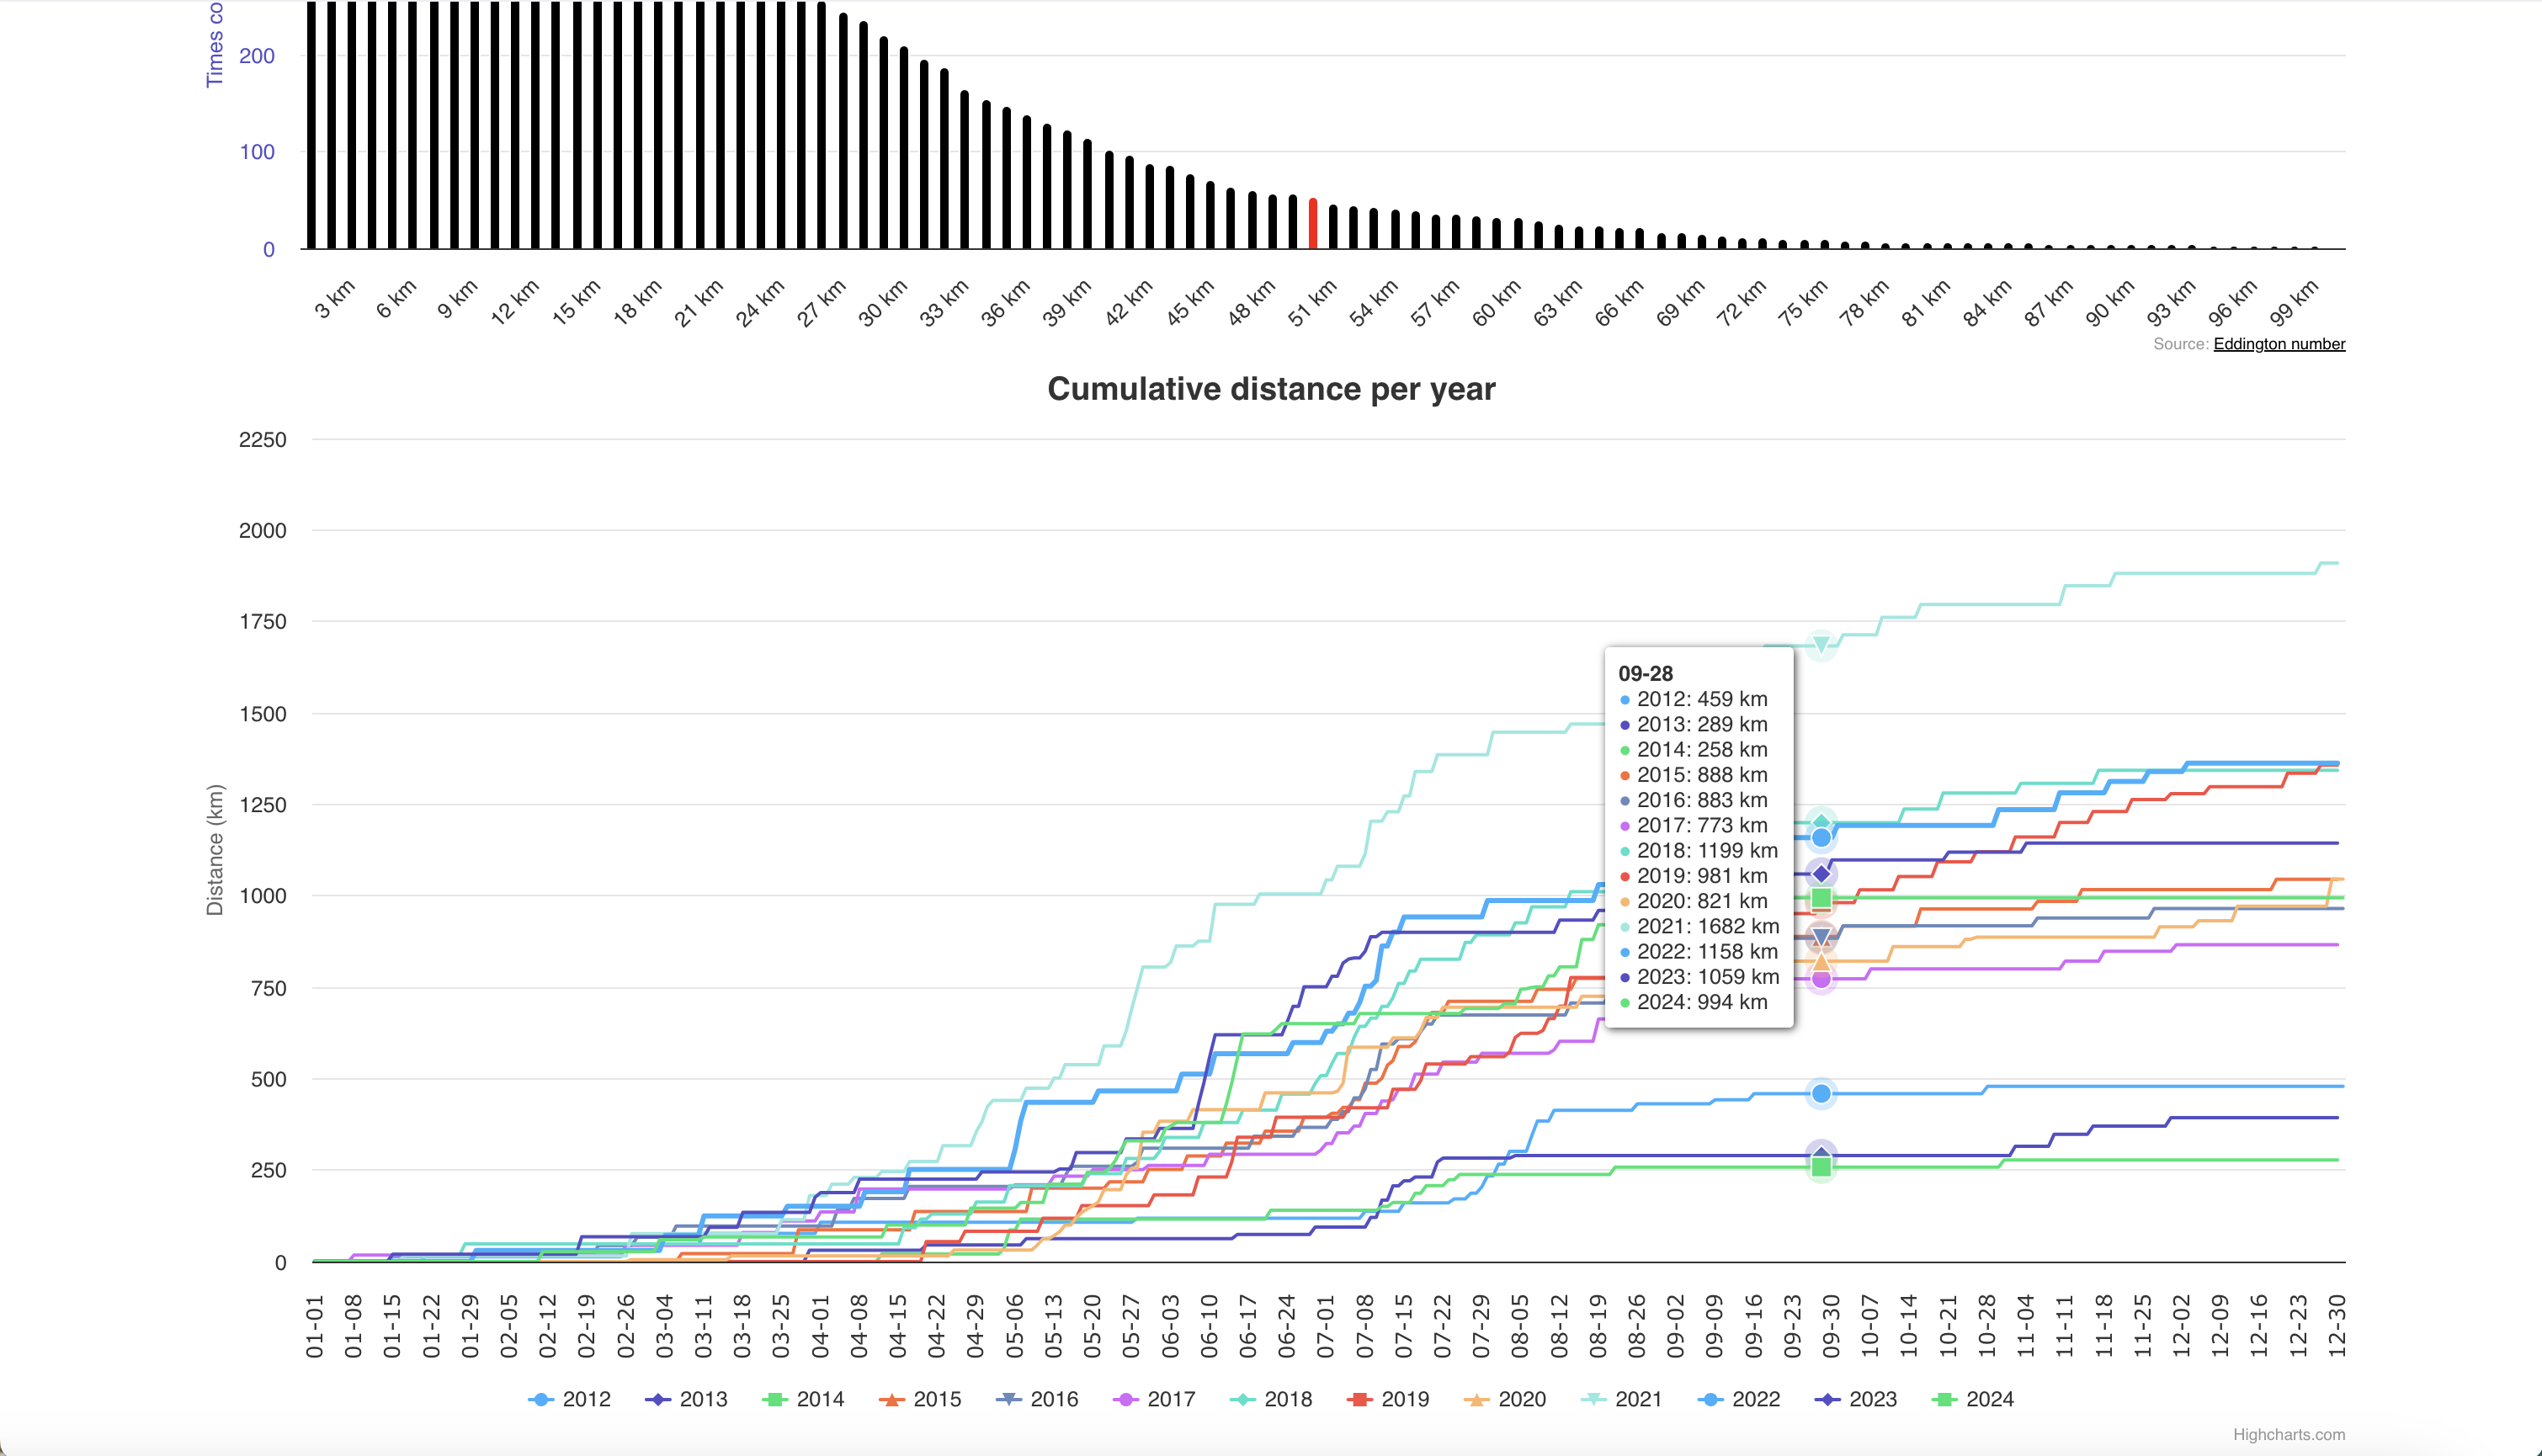 Times co
200
100
0
3 km
6 km
9 km
12 km
15 km
18 km
21 km
24 km
27 km
30 km
33 km
36 km
39 km
42 km
45 km
48 km
51 km
54 km
57 km
60 km
63 km
66 km
69 km
72 km
75 km
78 km
81 km
84 km
87 km
90 km
93 km
96 km
99 km
Source: Eddington number
Cumulative distance per year
Distance (km)
2250
2000
1750
1500
1250
1000
750
500
250
0
09-28
2012: 459 km
2013: 289 km
2014: 258 km
2015: 888 km
2016: 883 km
2017: 773 km
2018: 1199 km
2019: 981 km
2020: 821 km
2021: 1682 km
2022: 1158 km
2023: 1059 km
2024: 994 km
01-01
01-08
01-15
01-22
01-29
02-05
02-12
02-19
02-26
03-04
03-11
03-18
03-25
04-01
04-08
04-15
04-22
04-29
05-06
05-13
05-20
05-27
06-03
06-10
06-17
06-24
07-01
07-08
07-15
07-22
07-29
08-05
08-12
08-19
08-26
09-02
09-09
09-16
09-23
09-30
10-07
10-14
10-21
10-28
11-04
11-11
11-18
11-25
12-02
12-09
12-16
12-23
12-30
2012 2013 2014 2015 2016 2017 2018 2019 2020 2021 2022 2023 2024
Highcharts.com